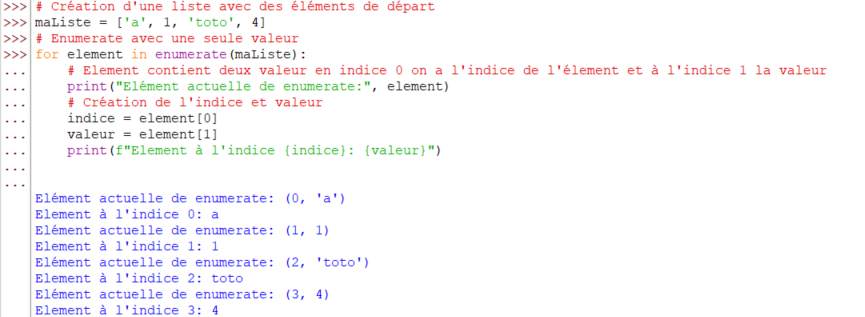 >>> # Création d'une liste avec des éléments de départ
>>> maListe = ['a', 1, 'toto', 4]
>>> # Enumerate avec une seule valeur
>>> for element in enumerate(maListe):
...     # Element contient deux valeur en indice 0 on a l'indice de l'élement et à l'indice 1 la valeur
...     print("Elément actuelle de enumerate:", element)
...     # Création de l'indice et valeur
...     indice = element[0]
...     valeur = element[1]
...     print(f"Element à l'indice {indice}: {valeur}")
...
...
Elément actuelle de enumerate: (0, 'a')
Element à l'indice 0: a
Elément actuelle de enumerate: (1, 1)
Element à l'indice 1: 1
Elément actuelle de enumerate: (2, 'toto')
Element à l'indice 2: toto
Elément actuelle de enumerate: (3, 4)
Element à l'indice 3: 4